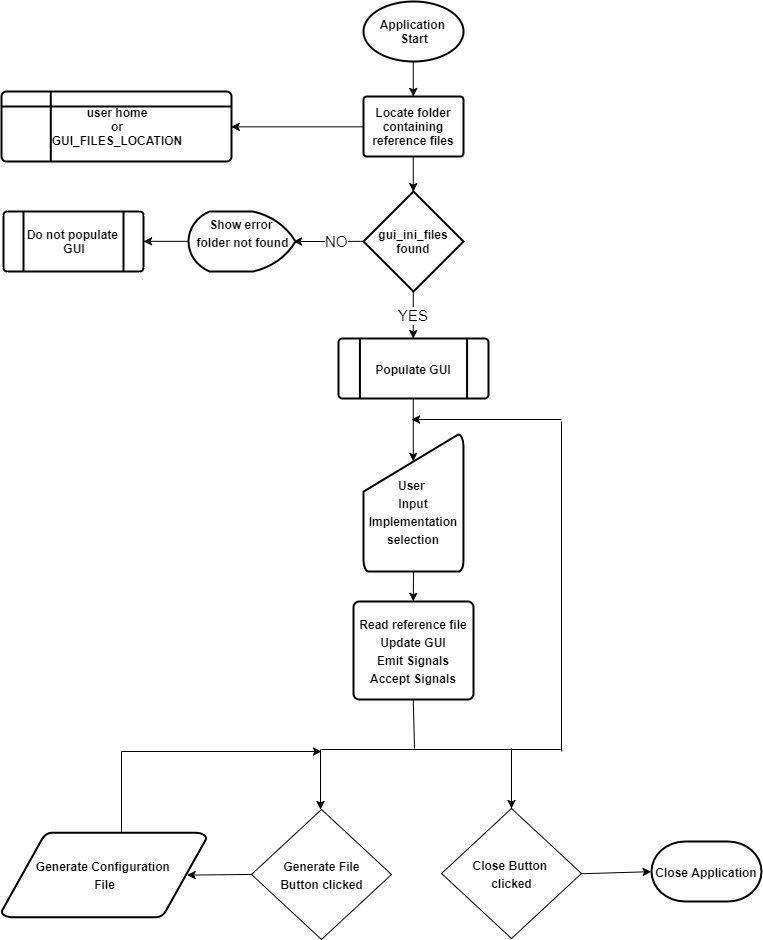 Application
Start
Locate folder
containing
reference files
user home
or
GUI_FILES_LOCATION
gui_ini_files
found
NO
Show error
folder not found
Do not populate
GUI
YES
Populate GUI
User
Input
Implementation
selection
Read reference file
Update GUI
Emit Signals
Accept Signals
Generate Configuration
File
Generate File
Button clicked
Close Button
clicked
Close Application